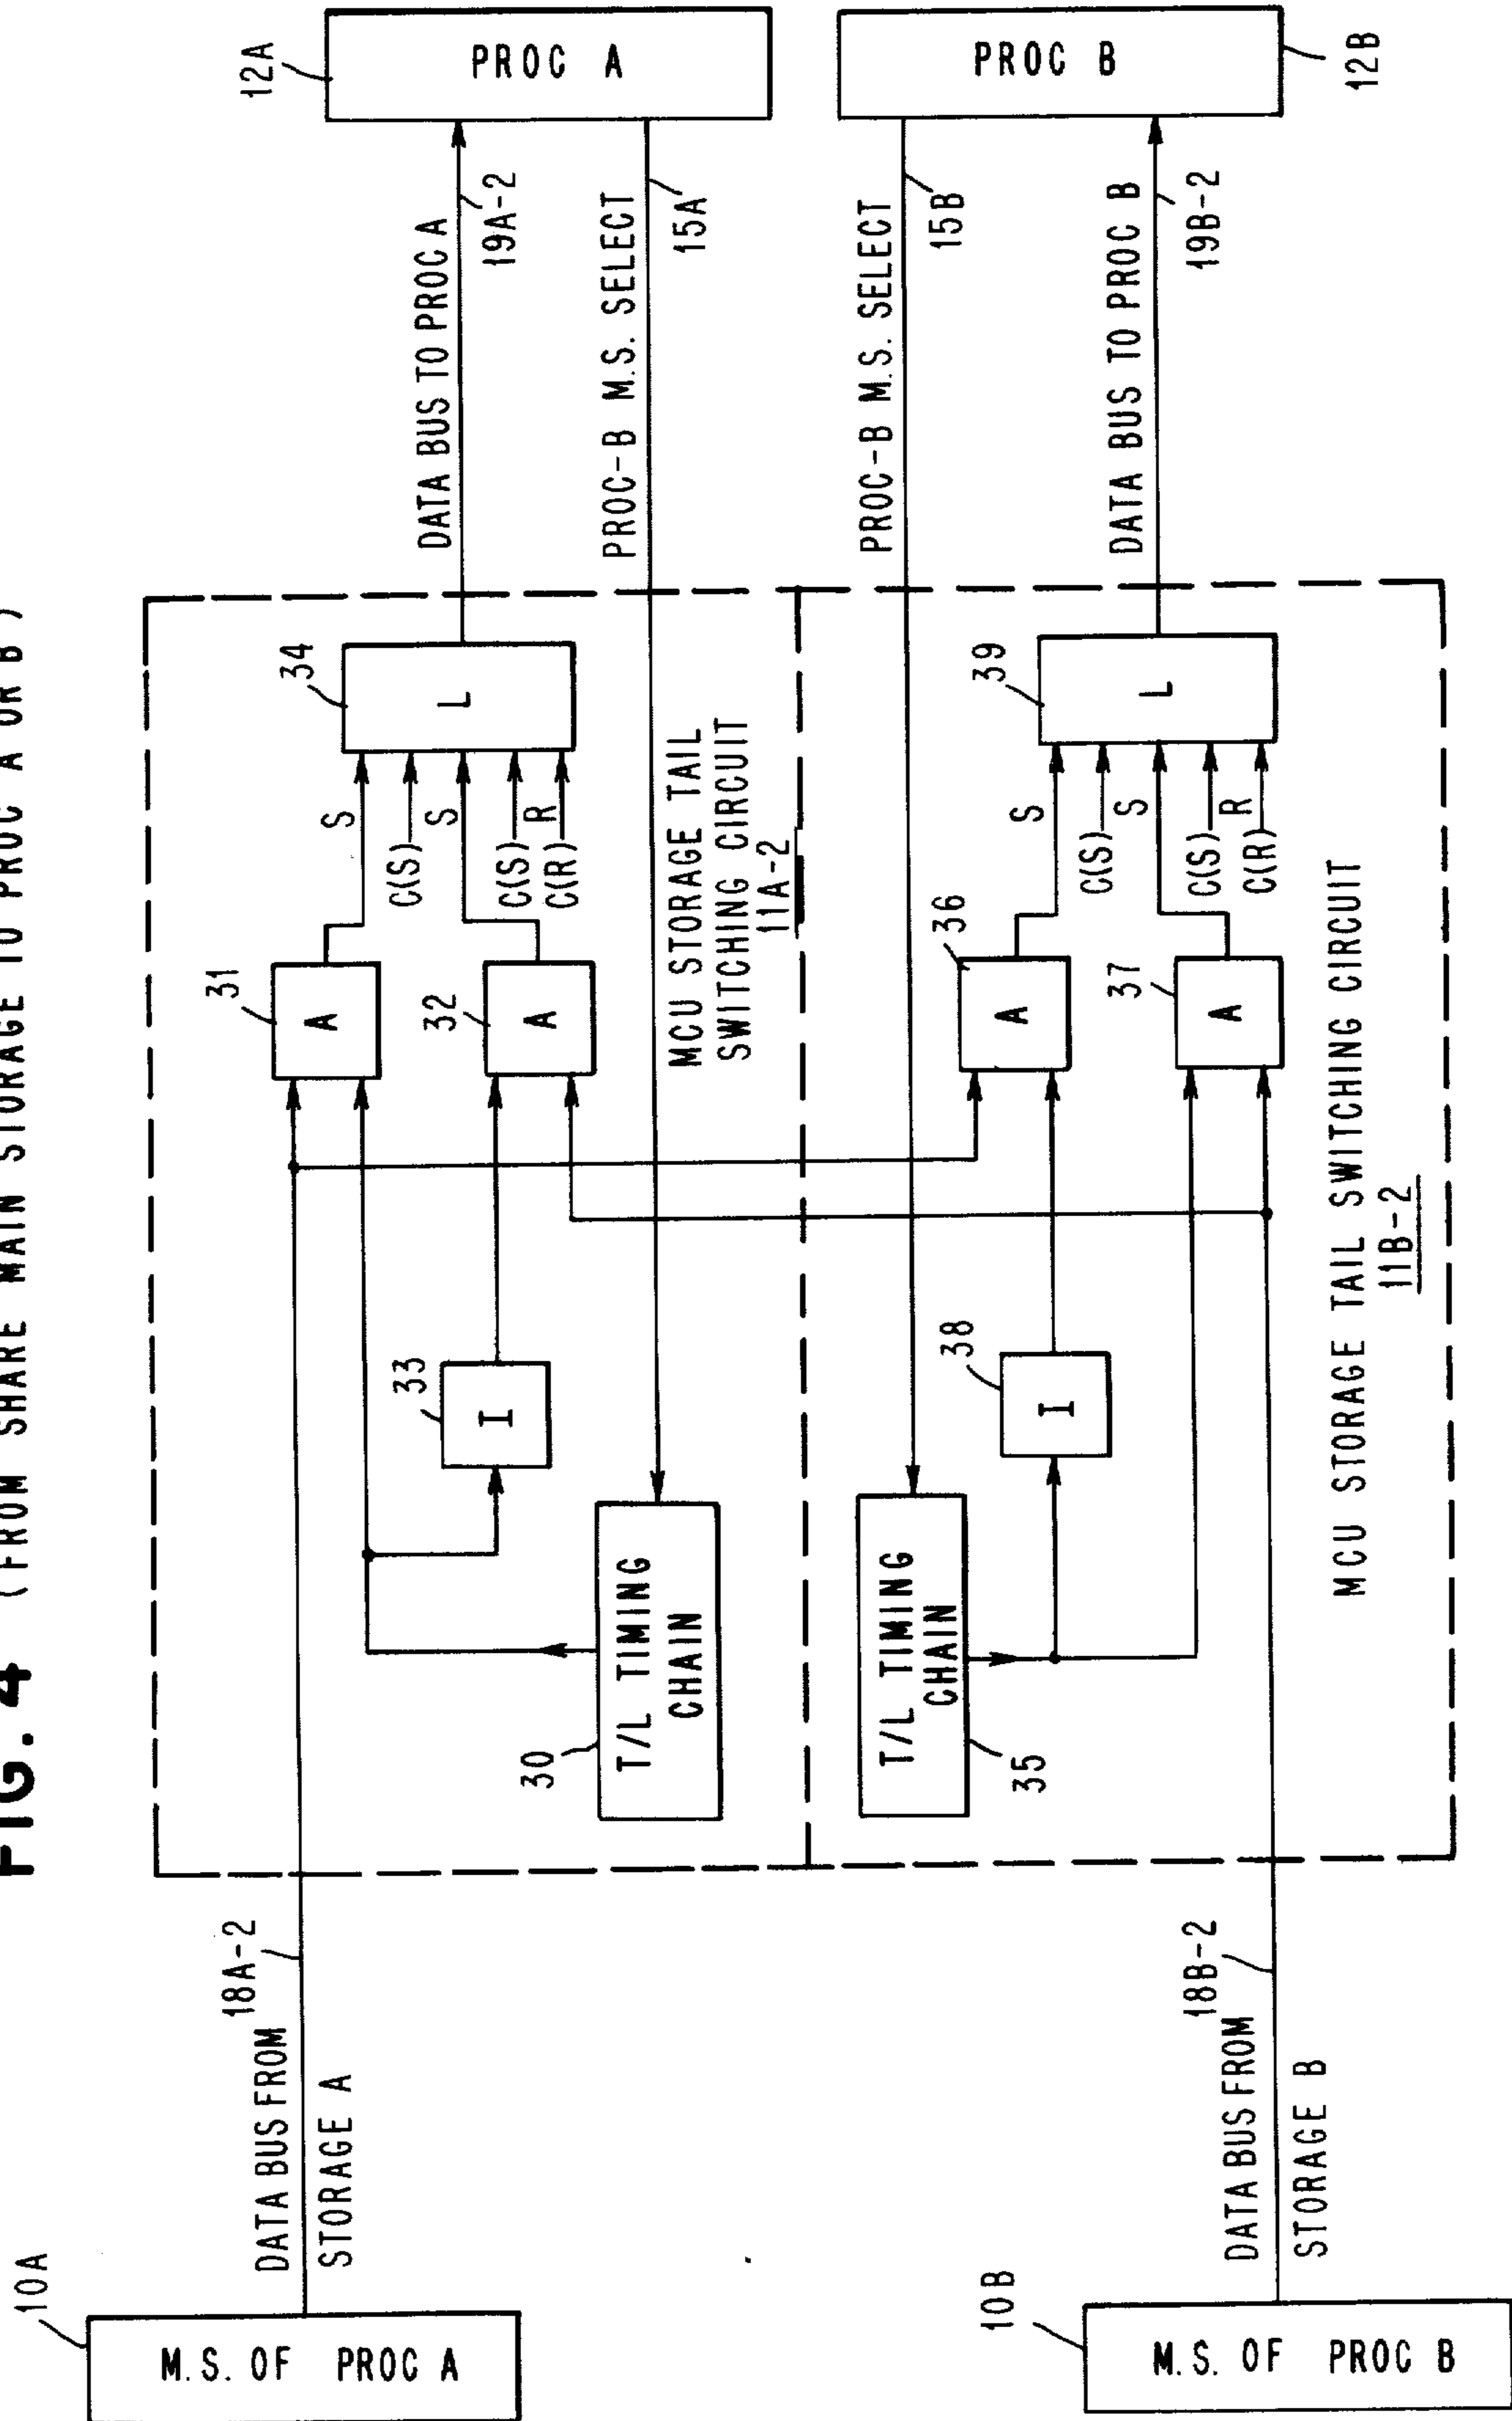 FIG. 4 (FROM SHARE MAIN STORAGE TO PROC A OR B)
10A
M.S. OF PROC A
DATA BUS FROM
STORAGE A
18A-2
31
A
32
A
33
I
30
T/L TIMING
CHAIN
S
C(S)
S
C(S)
R
C(R)
34
L
MCU STORAGE TAIL
SWITCHING CIRCUIT
11A-2
DATA BUS TO PROC A
19A-2
PROC-B M.S. SELECT
15A
12A
PROC A
10B
M.S. OF PROC B
DATA BUS FROM
STORAGE B
18B-2
T/L TIMING
CHAIN
35
38
I
36
A
37
A
S
C(S)
S
C(S)
R
C(R)
39
L
MCU STORAGE TAIL SWITCHING CIRCUIT
11B-2
PROC-B M.S. SELECT
15B
DATA BUS TO PROC B
19B-2
PROC B
12B